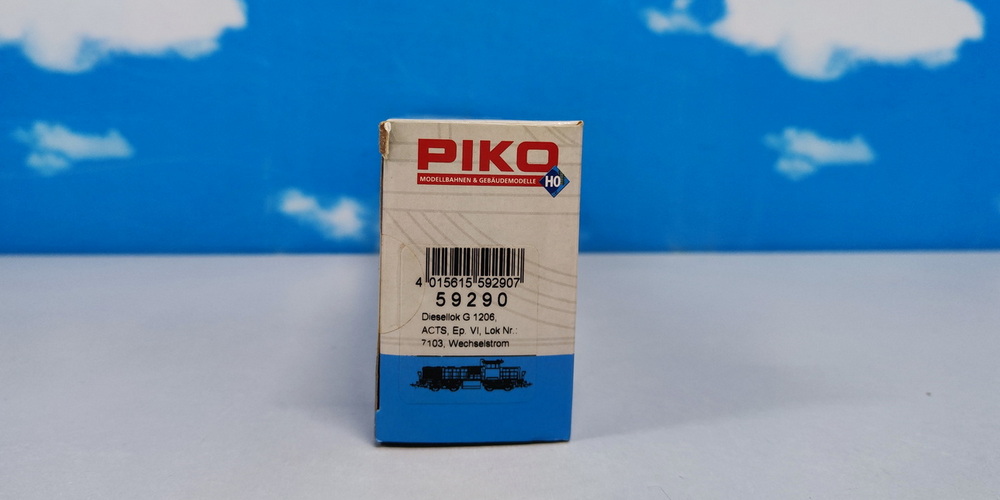 PIKO
MODELLBAHNEN & GEBÄUDEMODELLE
H0
4 015615 592907
59290
Diesellok G 1206,
ACTS, Ep. VI, Lok Nr.:
7103, Wechselstrom